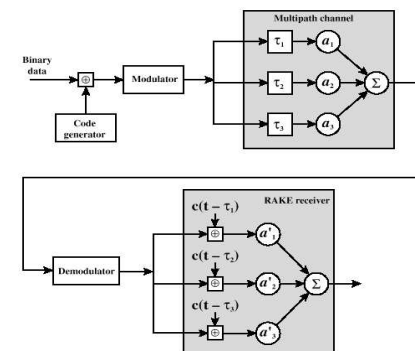 Multipath channel
Binary
data
Modulator
Code
generator
τ₁
a₁
τ₂
a₂
Σ
τ₃
a₃
RAKE receiver
c(t – τ₁)
a'₁
Demodulator
c(t – τ₂)
a'₂
Σ
c(t – τ₃)
a'₃